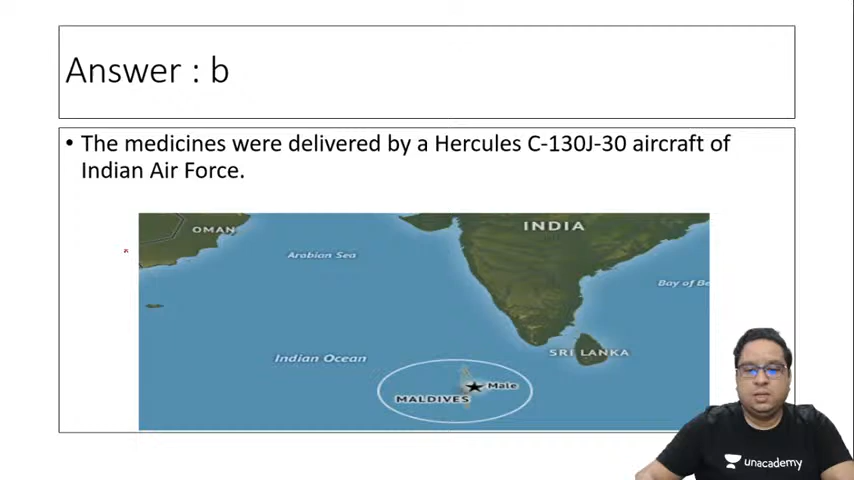 Answer : b
• The medicines were delivered by a Hercules C-130J-30 aircraft of
Indian Air Force.
OMAN
INDIA
Arabian Sea
Bay of Be
SRI LANKA
Indian Ocean
Male
MALDIVES
unacademy